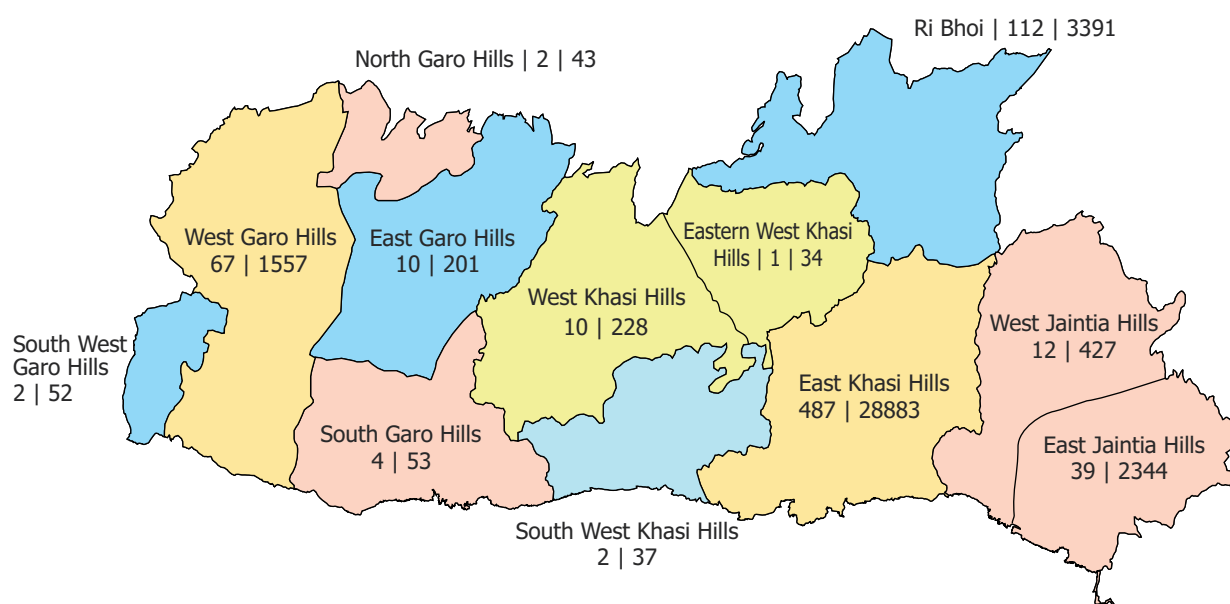 Ri Bhoi | 112 | 3391
North Garo Hills | 2 | 43
West Garo Hills
67 | 1557
East Garo Hills
10 | 201
Eastern West Khasi
Hills | 1 | 34
West Khasi Hills
10 | 228
West Jaintia Hills
12 | 427
South West
Garo Hills
2 | 52
East Khasi Hills
487 | 28883
South Garo Hills
4 | 53
East Jaintia Hills
39 | 2344
South West Khasi Hills
2 | 37